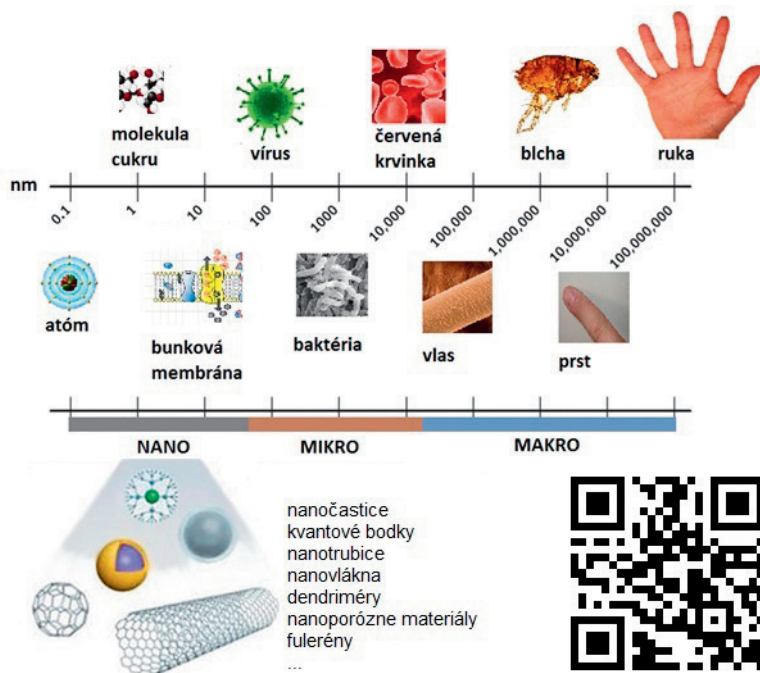 molekula
cukru
vírus
červená
krvinka
blcha
ruka
nm
0.1
1
10
100
1000
10,000
100,000
1,000,000
10,000,000
100,000,000
atóm
bunková
membrána
baktéria
vlas
prst
NANO
MIKRO
MAKRO
nanočastice
kvantové bodky
nanotrubice
nanovlákna
dendriméry
nanoporózne materiály
fulerény
...